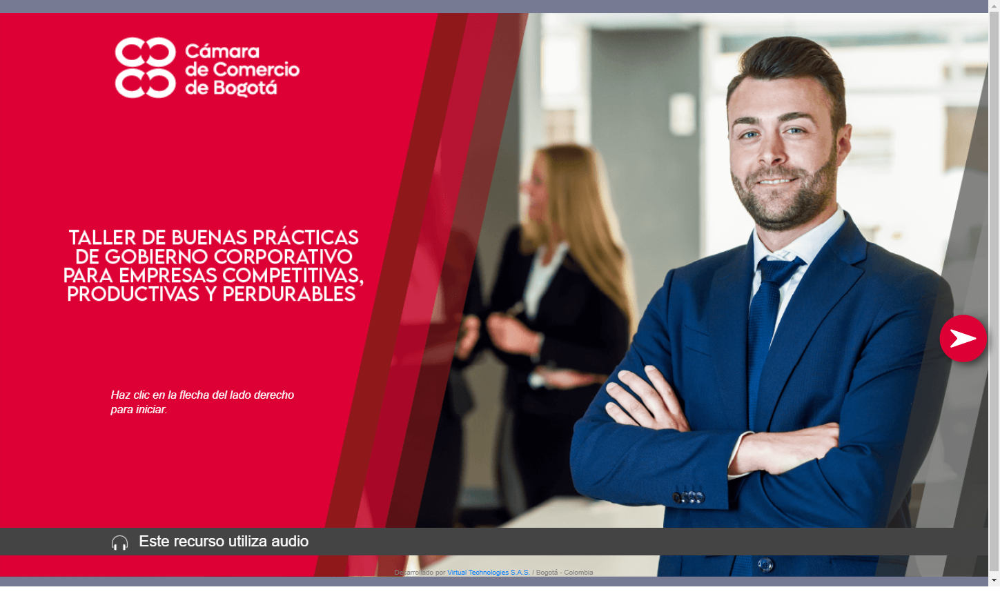 Cámara
de Comercio
de Bogotá
TALLER DE BUENAS PRÁCTICAS
DE GOBIERNO CORPORATIVO
PARA EMPRESAS COMPETITIVAS,
PRODUCTIVAS Y PERDURABLES
Haz clic en la flecha del lado derecho
para iniciar.
Este recurso utiliza audio
Desarrollado por Virtual Technologies S.A.S. / Bogotá - Colombia